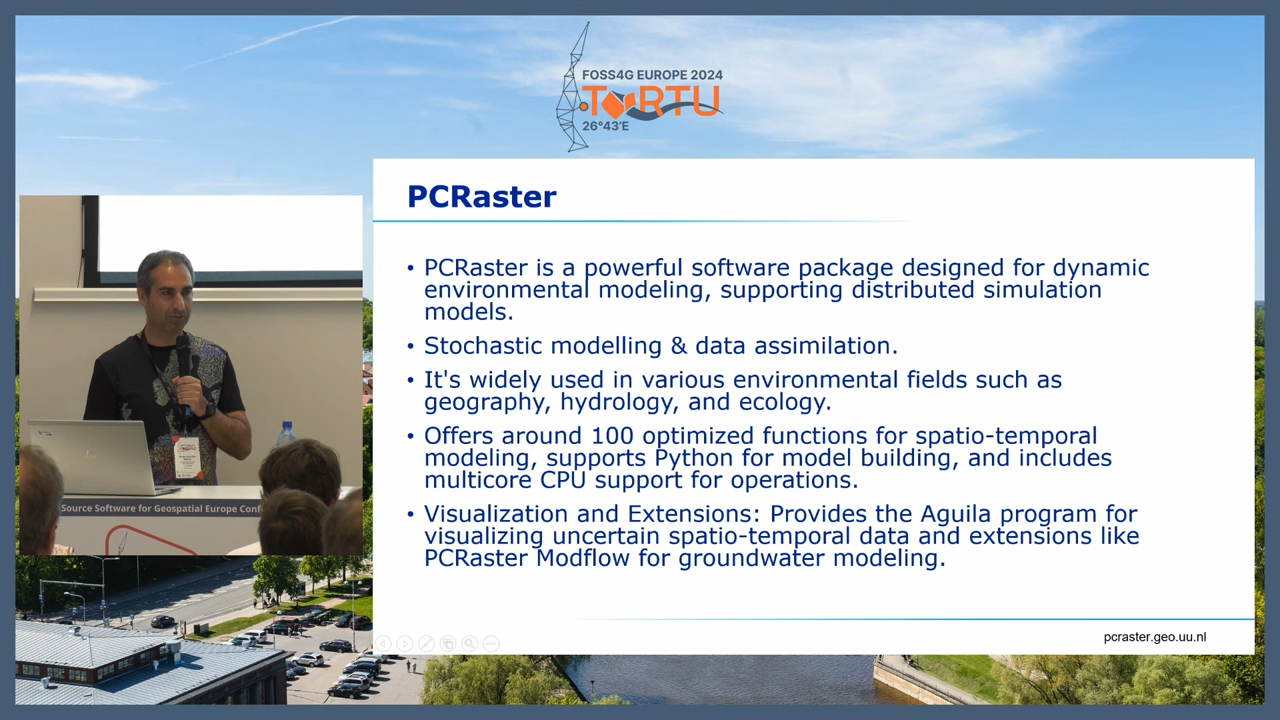 FOSS4G EUROPE 2024
TARTU
26°43'E
PCRaster
• PCRaster is a powerful software package designed for dynamic
environmental modeling, supporting distributed simulation
models.
• Stochastic modelling & data assimilation.
• It's widely used in various environmental fields such as
geography, hydrology, and ecology.
• Offers around 100 optimized functions for spatio-temporal
modeling, supports Python for model building, and includes
multicore CPU support for operations.
• Visualization and Extensions: Provides the Aguila program for
visualizing uncertain spatio-temporal data and extensions like
PCRaster Modflow for groundwater modeling.
pcraster.geo.uu.nl
Source Software for Geospatial Europe